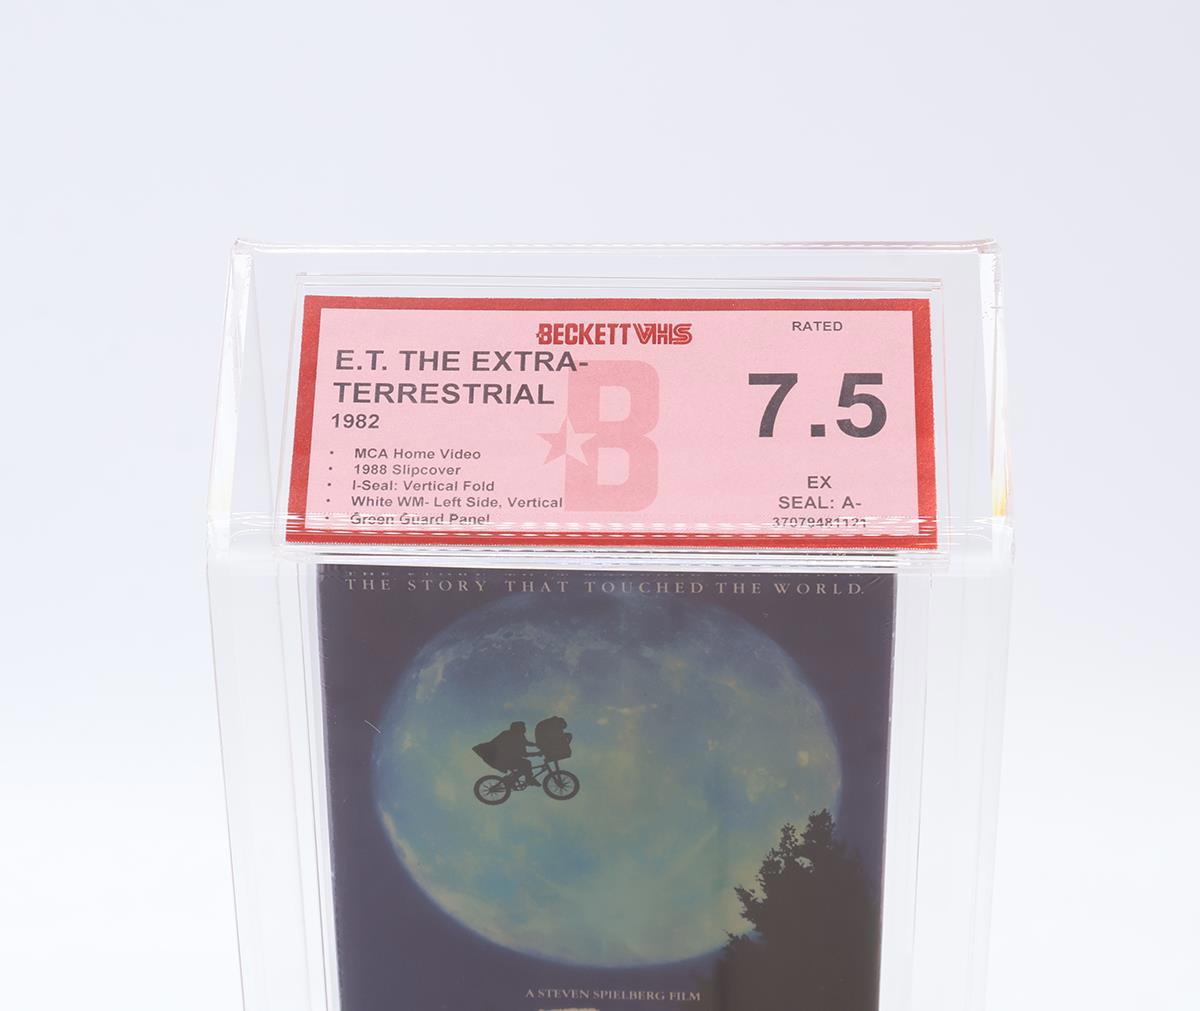 BECKETT VHS
RATED
E.T. THE EXTRA-
TERRESTRIAL
1982
7.5
• MCA Home Video
• 1988 Slipcover
• I-Seal: Vertical Fold
• White WM- Left Side, Vertical
• Green Guard Panel
EX
SEAL: A-
37079481121
B
THE STORY THAT TOUCHED THE WORLD.
A STEVEN SPIELBERG FILM